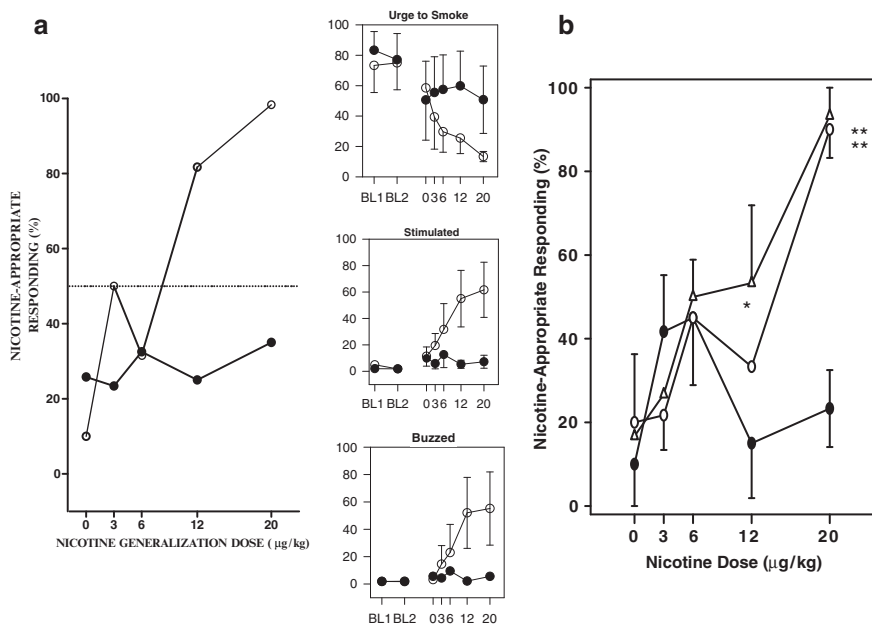 a
NICOTINE-APPROPRIATE
RESPONDING (%)
100
80
60
40
20
0
0 3 6 12 20
NICOTINE GENERALIZATION DOSE ( μg/kg)
Urge to Smoke
100
80
60
40
20
0
BL1 BL2 0 3 6 12 20
Stimulated
100
80
60
40
20
0
BL1 BL2 0 3 6 12 20
Buzzed
100
80
60
40
20
0
BL1 BL2 0 3 6 12 20
b
Nicotine-Appropriate Responding (%)
100
80
60
40
20
0
**
**
*
0 3 6 12 20
Nicotine Dose (μg/kg)